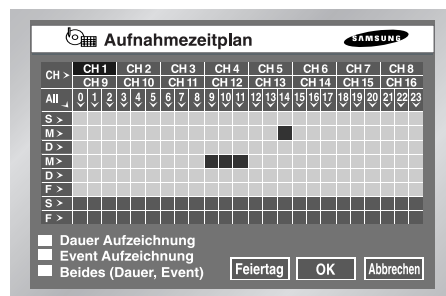 Aufnahmezeitplan
SAMSUNG
CH > CH 1 CH 2 CH 3 CH 4 CH 5 CH 6 CH 7 CH 8
CH 9 CH 10 CH 11 CH 12 CH 13 CH 14 CH 15 CH 16
All 0 1 2 3 4 5 6 7 8 9 10 11 12 13 14 15 16 17 18 19 20 21 22 23
S >
M >
D >
M >
D >
F >
S >
F >
Dauer Aufzeichnung
Event Aufzeichnung
Beides (Dauer, Event)
Feiertag OK Abbrechen